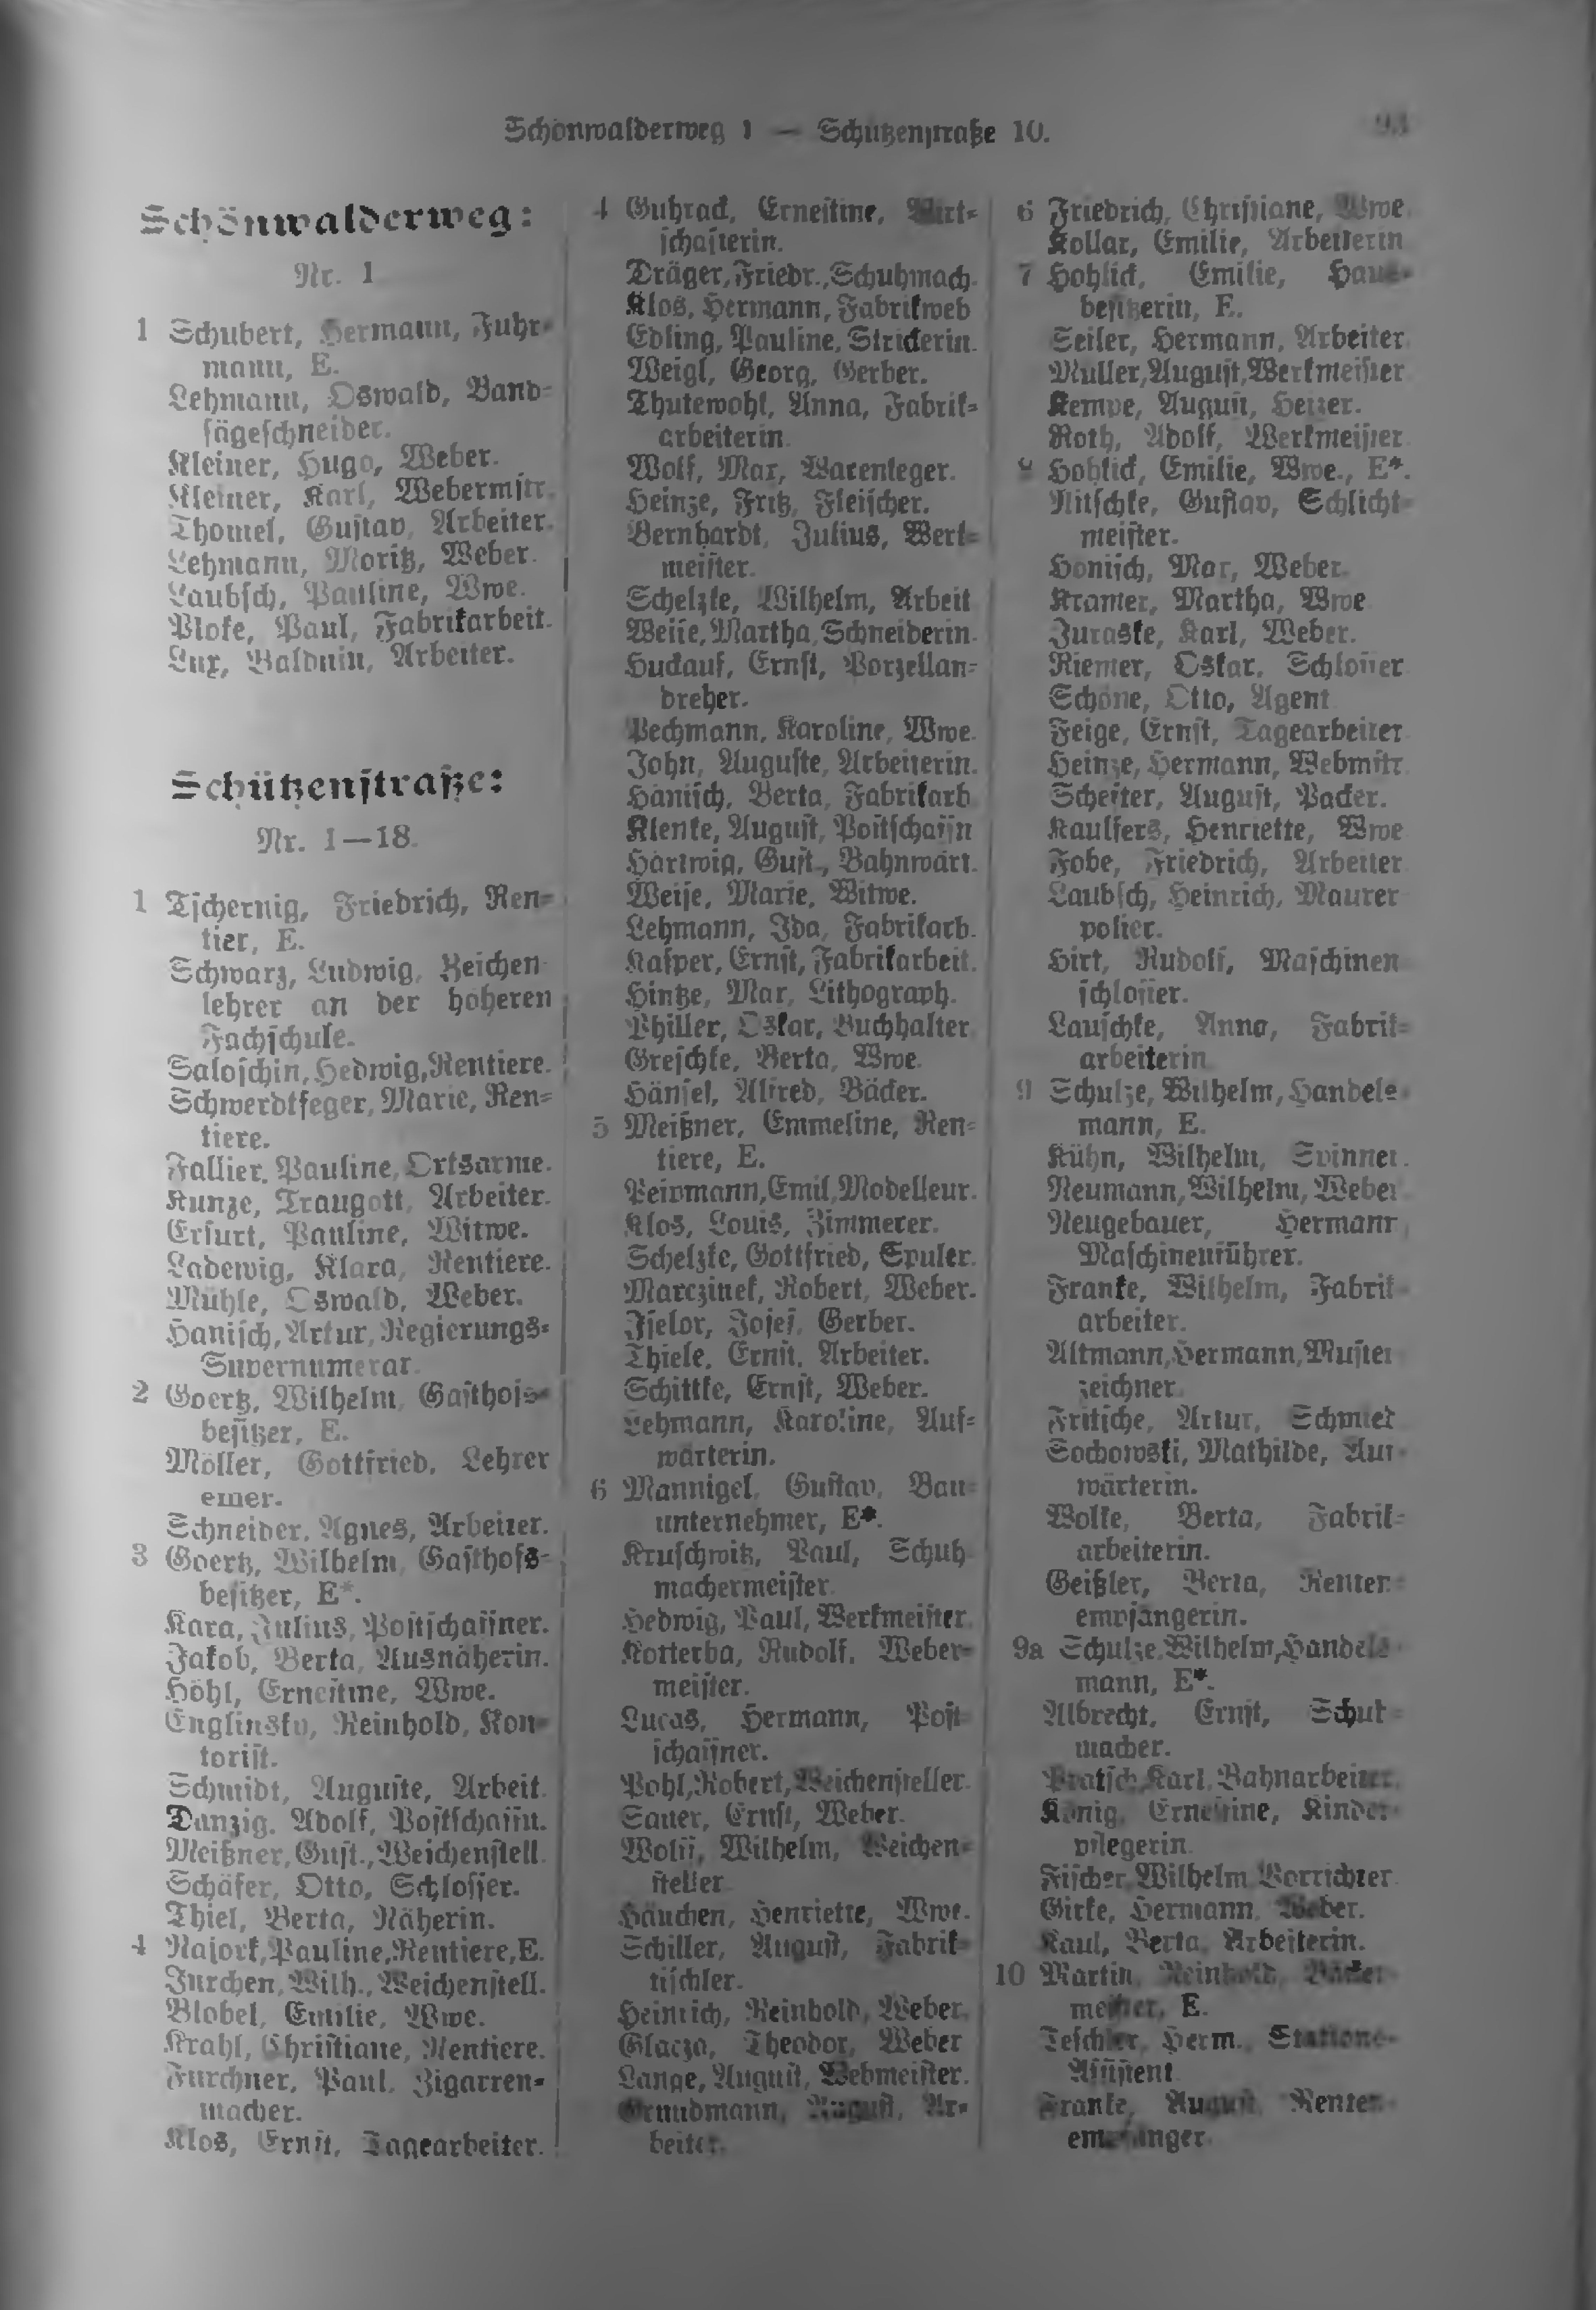 Schönwalderweg 1 — Schützenstraße 10.
93
Schönwalderweg:
Nr. 1
1 Schubert, Hermann, Fuhr-
mann, E.
Lehmann, Oswald, Band-
sägeschneider.
Kleiner, Hugo, Weber.
Kleiner, Karl, Webermstr.
Thomel, Gustav, Arbeiter.
Lehmann, Moritz, Weber.
Laubsch, Pauline, Wwe.
Ploke, Paul, Fabrikarbeit.
Lux, Balduin, Arbeiter.
Schützenstraße:
Nr. 1—18.
1 Tschernig, Friedrich, Ren-
tier, E.
Schwarz, Ludwig, Zeichen-
lehrer an der höheren
Fachschule.
Saloschin, Hedwig, Rentiere.
Schwerdtfeger, Marie, Ren-
tiere.
Fallier, Pauline, Ortsarme.
Kunze, Traugott, Arbeiter.
Erfurt, Pauline, Witwe.
Ladewig, Klara, Rentiere.
Mühle, Oswald, Weber.
Hanisch, Artur, Regierungs-
Supernumerar.
2 Goertz, Wilhelm, Gasthofs-
besitzer, E.
Möller, Gottfried, Lehrer
emer.
Schneider, Agnes, Arbeiter.
3 Goertz, Wilhelm, Gasthofs-
besitzer, E*.
Kara, Julius, Postschaffner.
Jakob, Berta, Ausnäherin.
Höhl, Ernestine, Wwe.
Englinsky, Reinhold, Kon-
torist.
Schmidt, Auguste, Arbeit.
Danzig, Adolf, Postschaffn.
Meißner, Gust., Weichenstell.
Schäfer, Otto, Schlosser.
Thiel, Berta, Näherin.
4 Najork, Pauline, Rentiere, E.
Jurchen, Wilh., Weichenstell.
Blobel, Emilie, Wwe.
Krahl, Christiane, Rentiere.
Furchner, Paul, Zigarren-
macher.
Klos, Ernst, Tagearbeiter.
4 Guhrad, Ernestine, Wirt-
schafterin.
Dräger, Friedr., Schuhmach.
Klos, Hermann, Fabrikweb
Edling, Pauline, Strickerin.
Weigl, Georg, Gerber.
Thutewohl, Anna, Fabrik-
arbeiterin.
Wolf, Max, Warenleger.
Heinze, Fritz, Fleischer.
Bernhardt, Julius, Werk-
meister.
Schelzke, Wilhelm, Arbeit
Weise, Martha, Schneiderin.
Huckauf, Ernst, Porzellan-
dreher.
Pechmann, Karoline, Wwe.
John, Auguste, Arbeiterin.
Hänisch, Berta, Fabrikarb.
Klenke, August, Postschaffn
Hartwig, Gust., Bahnwärt.
Weise, Marie, Witwe.
Lehmann, Ida, Fabrikarb.
Kasper, Ernst, Fabrikarbeit.
Hintze, Max, Lithograph.
Philler, Oskar, Buchhalter
Greschke, Berta, Wwe.
Hänsel, Alfred, Bäcker.
5 Meißner, Emmeline, Ren-
tiere, E.
Peipmann, Emil, Modelleur.
Klos, Louis, Zimmerer.
Schelzke, Gottfried, Spuler.
Marczinek, Robert, Weber.
Fielor, Josef, Gerber.
Thiele, Ernst, Arbeiter.
Schittke, Ernst, Weber.
Lehmann, Karoline, Auf-
wärterin.
6 Mannigel, Gustav, Bau-
unternehmer, E*.
Kruschwitz, Paul, Schuh-
machermeister.
Hedwig, Paul, Werkmeister.
Kotterba, Rudolf, Weber-
meister.
Lucas, Hermann, Post-
schaffner.
Pohl, Robert, Weichensteller.
Sauer, Ernst, Weber.
Wolff, Wilhelm, Weichen-
steller.
Häuchen, Henriette, Wwe.
Schiller, August, Fabrik-
tischler.
Heinrich, Reinhold, Weber.
Glacza, Theodor, Weber
Lange, August, Webmeister.
Grundmann, August, Ar-
beiter.
6 Friedrich, Christiane, Wwe.
Kollar, Emilie, Arbeiterin
7 Hohlick, Emilie, Haus-
besitzerin, E.
Seiler, Hermann, Arbeiter.
Müller, August, Werkmeister
Kempe, August, Heizer.
Roth, Adolf, Werkmeister
Hohlick, Emilie, Wwe., E*.
Nitschke, Gustav, Schlicht-
meister.
Honisch, Max, Weber.
Kramer, Martha, Wwe
Juraske, Karl, Weber.
Riemer, Oskar, Schlosser
Schöne, Otto, Agent
Feige, Ernst, Tagearbeiter
Heinze, Hermann, Webmstr.
Scheiter, August, Packer.
Kaulfers, Henriette, Wwe
Fobe, Friedrich, Arbeiter
Laubsch, Heinrich, Maurer
polier.
Hirt, Rudolf, Maschinen
schlosser.
Lauschke, Anna, Fabrik-
arbeiterin
9 Schulze, Wilhelm, Handels-
mann, E.
Kühn, Wilhelm, Spinner.
Neumann, Wilhelm, Weber
Neugebauer, Hermann,
Maschinenführer.
Franke, Wilhelm, Fabrik-
arbeiter.
Altmann, Hermann, Muster
zeichner.
Fritsche, Artur, Schmied
Sochowski, Mathilde, Auf-
wärterin.
Wolke, Berta, Fabrik-
arbeiterin.
Geißler, Berta, Renten-
empfängerin.
9a Schulze, Wilhelm, Handels-
mann, E*.
Albrecht, Ernst, Schuh-
macher.
Pratsch, Karl, Bahnarbeiter.
König, Ernestine, Kinder-
pflegerin.
Fischer, Wilhelm, Vorrichter
Girke, Hermann, Weber.
Kaul, Berta, Arbeiterin.
10 Martin, Reinhold, Bäcker-
meister, E.
Teschler, Herm., Stations-
Assistent
Franke, August, Renten-
empfänger.